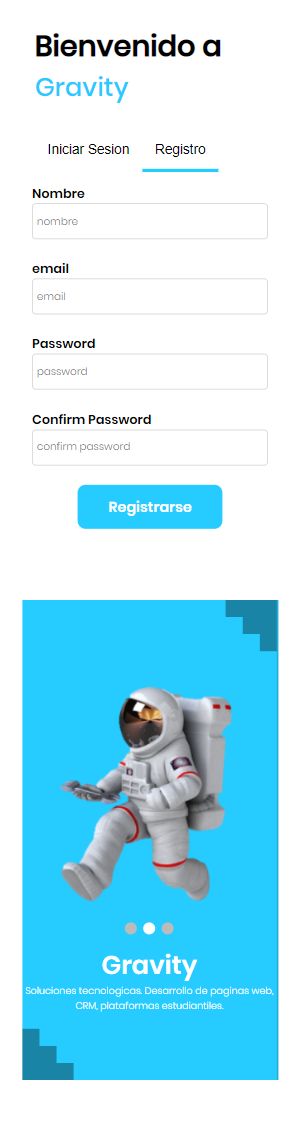 Bienvenido a
Gravity
Iniciar Sesion Registro
Nombre
nombre
email
email
Password
password
Confirm Password
confirm password
Registrarse
Gravity
Soluciones tecnologicas. Desarrollo de paginas web,
CRM, plataformas estudiantiles.